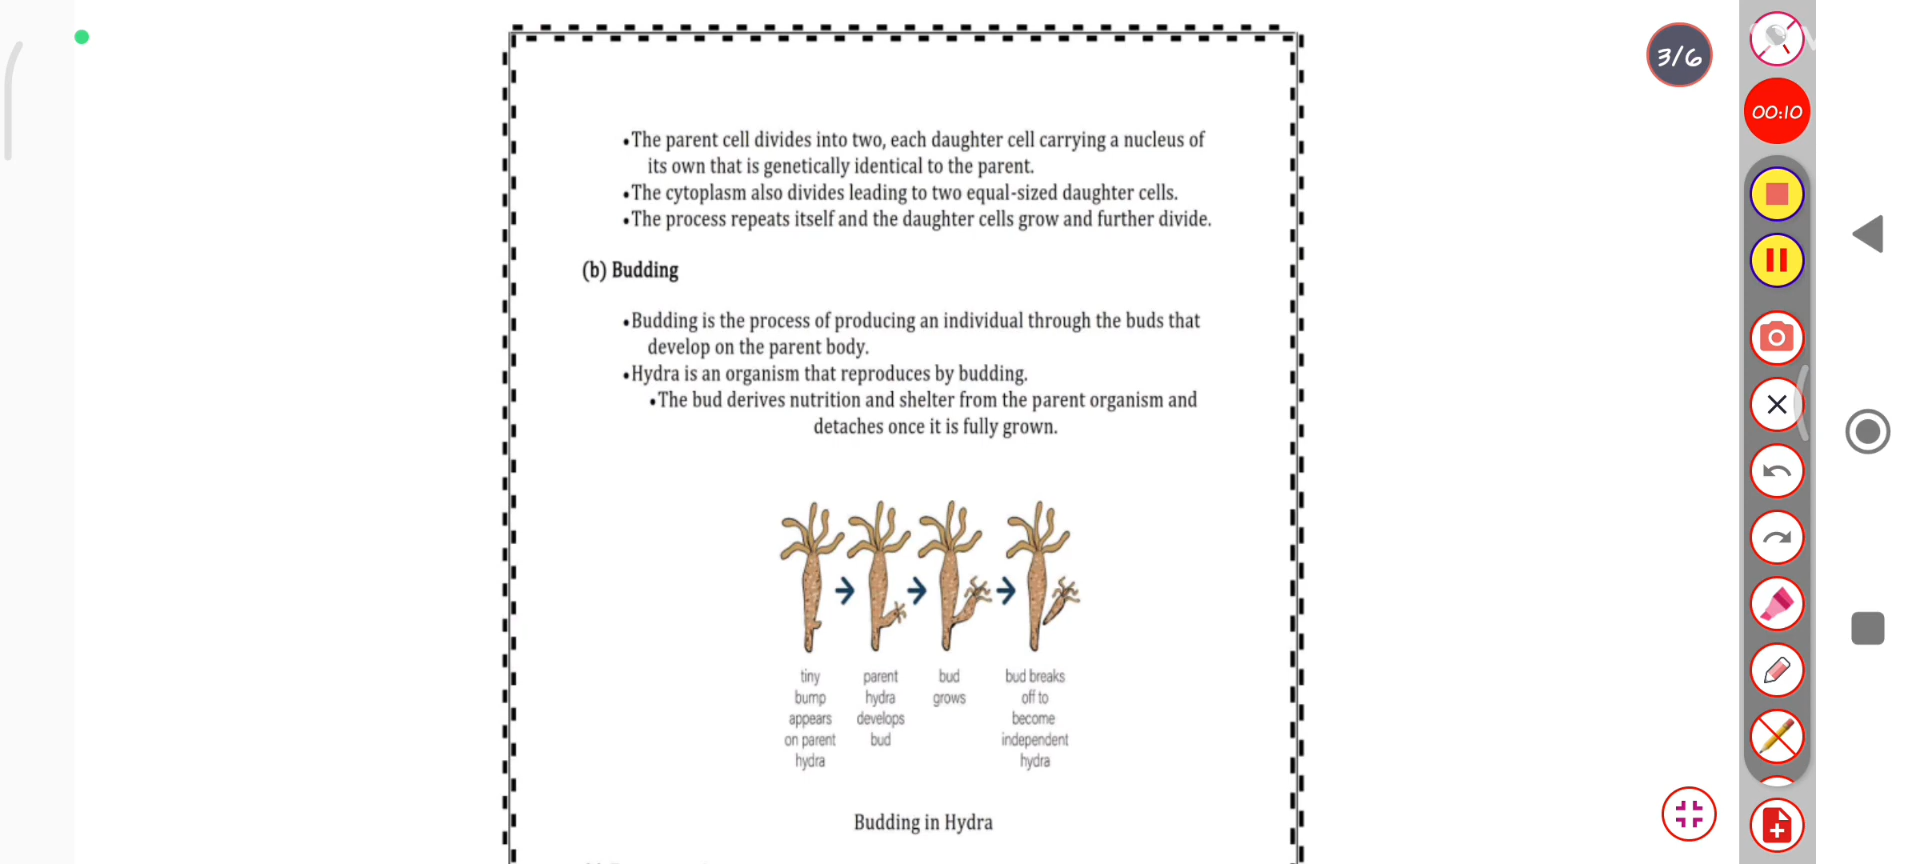 3/6
00:10
•The parent cell divides into two, each daughter cell carrying a nucleus of
its own that is genetically identical to the parent.
•The cytoplasm also divides leading to two equal-sized daughter cells.
•The process repeats itself and the daughter cells grow and further divide.
(b) Budding
•Budding is the process of producing an individual through the buds that
develop on the parent body.
•Hydra is an organism that reproduces by budding.
•The bud derives nutrition and shelter from the parent organism and
detaches once it is fully grown.
tiny
bump
appears
on parent
hydra
parent
hydra
develops
bud
bud
grows
bud breaks
off to
become
independent
hydra
Budding in Hydra